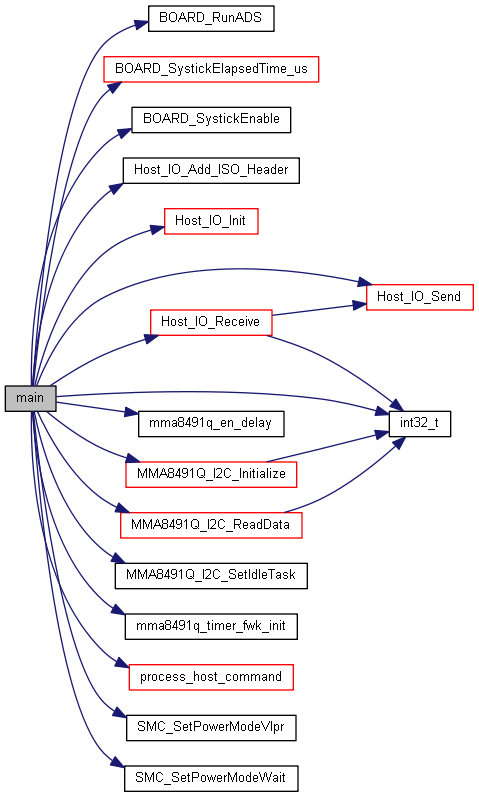 BOARD_RunADS
BOARD_SystickElapsedTime_us
BOARD_SystickEnable
Host_IO_Add_ISO_Header
Host_IO_Init
Host_IO_Send
Host_IO_Receive
main
mma8491q_en_delay
int32_t
MMA8491Q_I2C_Initialize
MMA8491Q_I2C_ReadData
MMA8491Q_I2C_SetIdleTask
mma8491q_timer_fwk_init
process_host_command
SMC_SetPowerModeVlpr
SMC_SetPowerModeWait